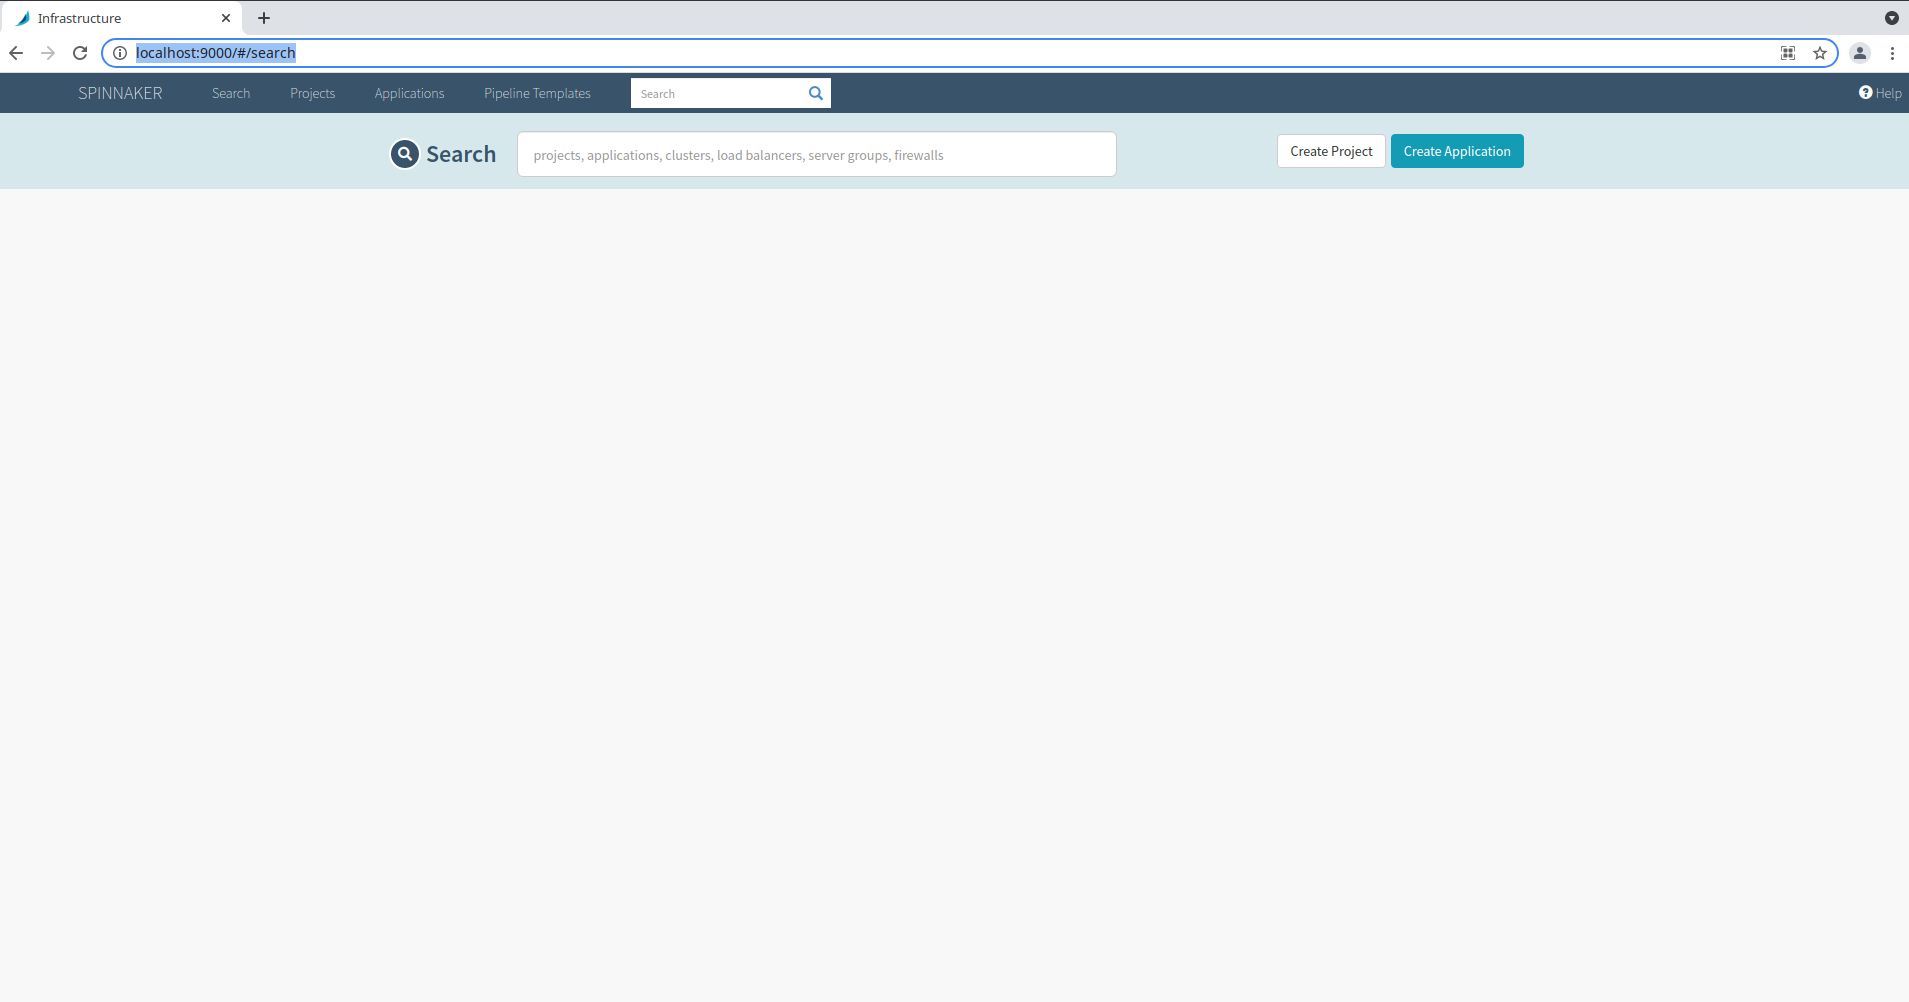 Infrastructure
localhost:9000/#/search
SPINNAKER Search Projects Applications Pipeline Templates Search Help
Search projects, applications, clusters, load balancers, server groups, firewalls Create Project Create Application